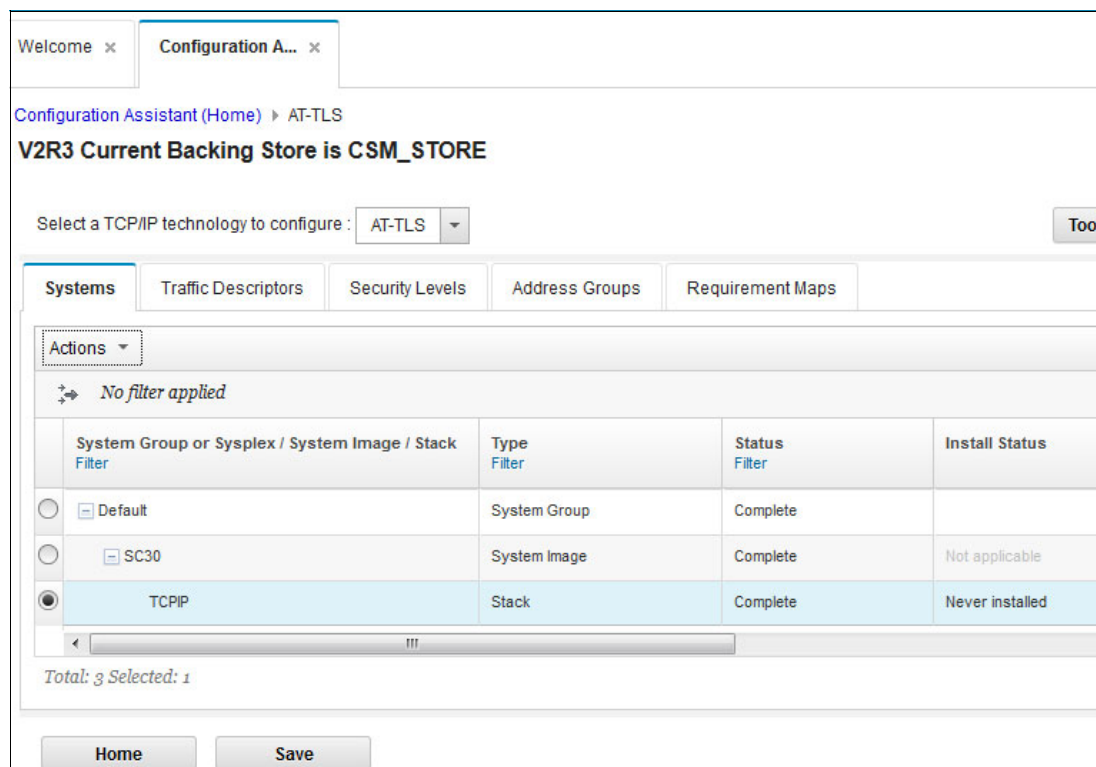 Welcome × Configuration A... ×
Configuration Assistant (Home) ▸ AT-TLS
V2R3 Current Backing Store is CSM_STORE
Select a TCP/IP technology to configure : AT-TLS
Systems Traffic Descriptors Security Levels Address Groups Requirement Maps
Actions
No filter applied
System Group or Sysplex / System Image / Stack Type Status Install Status
Filter Filter Filter
Default System Group Complete
SC30 System Image Complete Not applicable
TCPIP Stack Complete Never installed
Total: 3 Selected: 1
Home Save